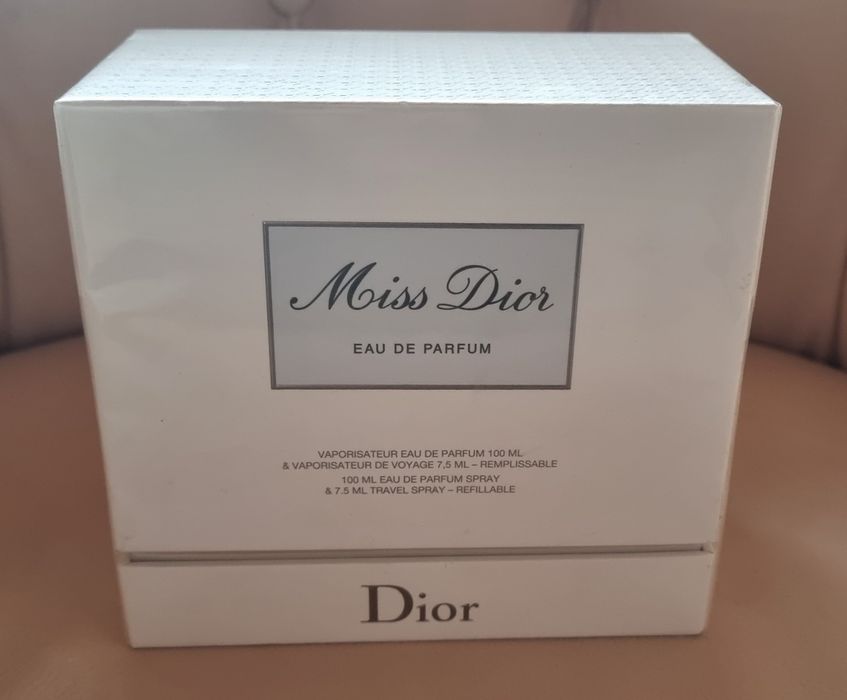 Miss Dior
EAU DE PARFUM
VAPORISATEUR EAU DE PARFUM 100 ML
& VAPORISATEUR DE VOYAGE 7,5 ML – REMPLISSABLE
100 ML EAU DE PARFUM SPRAY
& 7.5 ML TRAVEL SPRAY – REFILLABLE
Dior